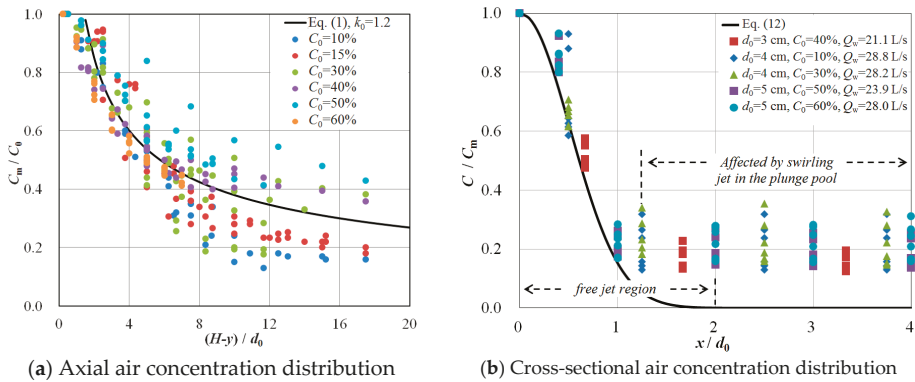 Eq. (1), k₀=1.2
C₀=10%
C₀=15%
C₀=30%
C₀=40%
C₀=50%
C₀=60%
Cₘ / C₀
1.0
0.8
0.6
0.4
0.2
0.0
0 4 8 12 16 20
(H-y) / d₀
(a) Axial air concentration distribution
Eq. (12)
d₀=3 cm, C₀=40%, Qw=21.1 L/s
d₀=4 cm, C₀=10%, Qw=28.8 L/s
d₀=4 cm, C₀=30%, Qw=28.2 L/s
d₀=5 cm, C₀=50%, Qw=23.9 L/s
d₀=5 cm, C₀=60%, Qw=28.0 L/s
Affected by swirling
jet in the plunge pool
free jet region
C / Cₘ
1.0
0.8
0.6
0.4
0.2
0.0
0 1 2 3 4
x / d₀
(b) Cross-sectional air concentration distribution